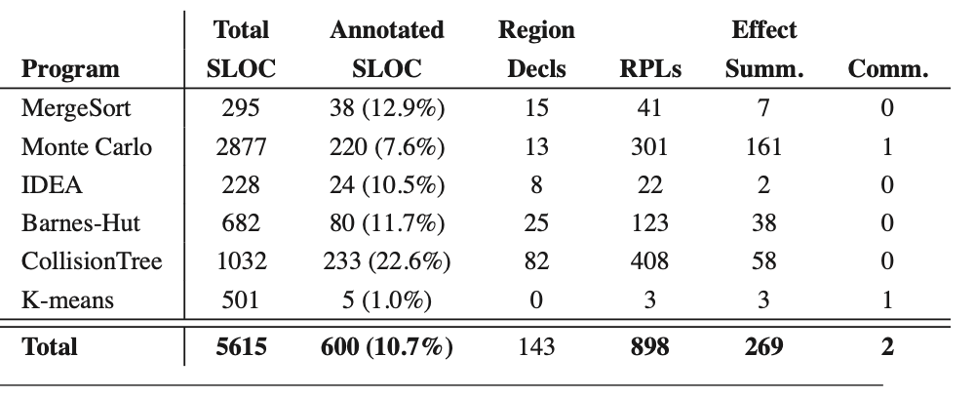 Total Annotated Region Effect
Program SLOC SLOC Decls RPLs Summ. Comm.
MergeSort 295 38 (12.9%) 15 41 7 0
Monte Carlo 2877 220 (7.6%) 13 301 161 1
IDEA 228 24 (10.5%) 8 22 2 0
Barnes-Hut 682 80 (11.7%) 25 123 38 0
CollisionTree 1032 233 (22.6%) 82 408 58 0
K-means 501 5 (1.0%) 0 3 3 1
Total 5615 600 (10.7%) 143 898 269 2